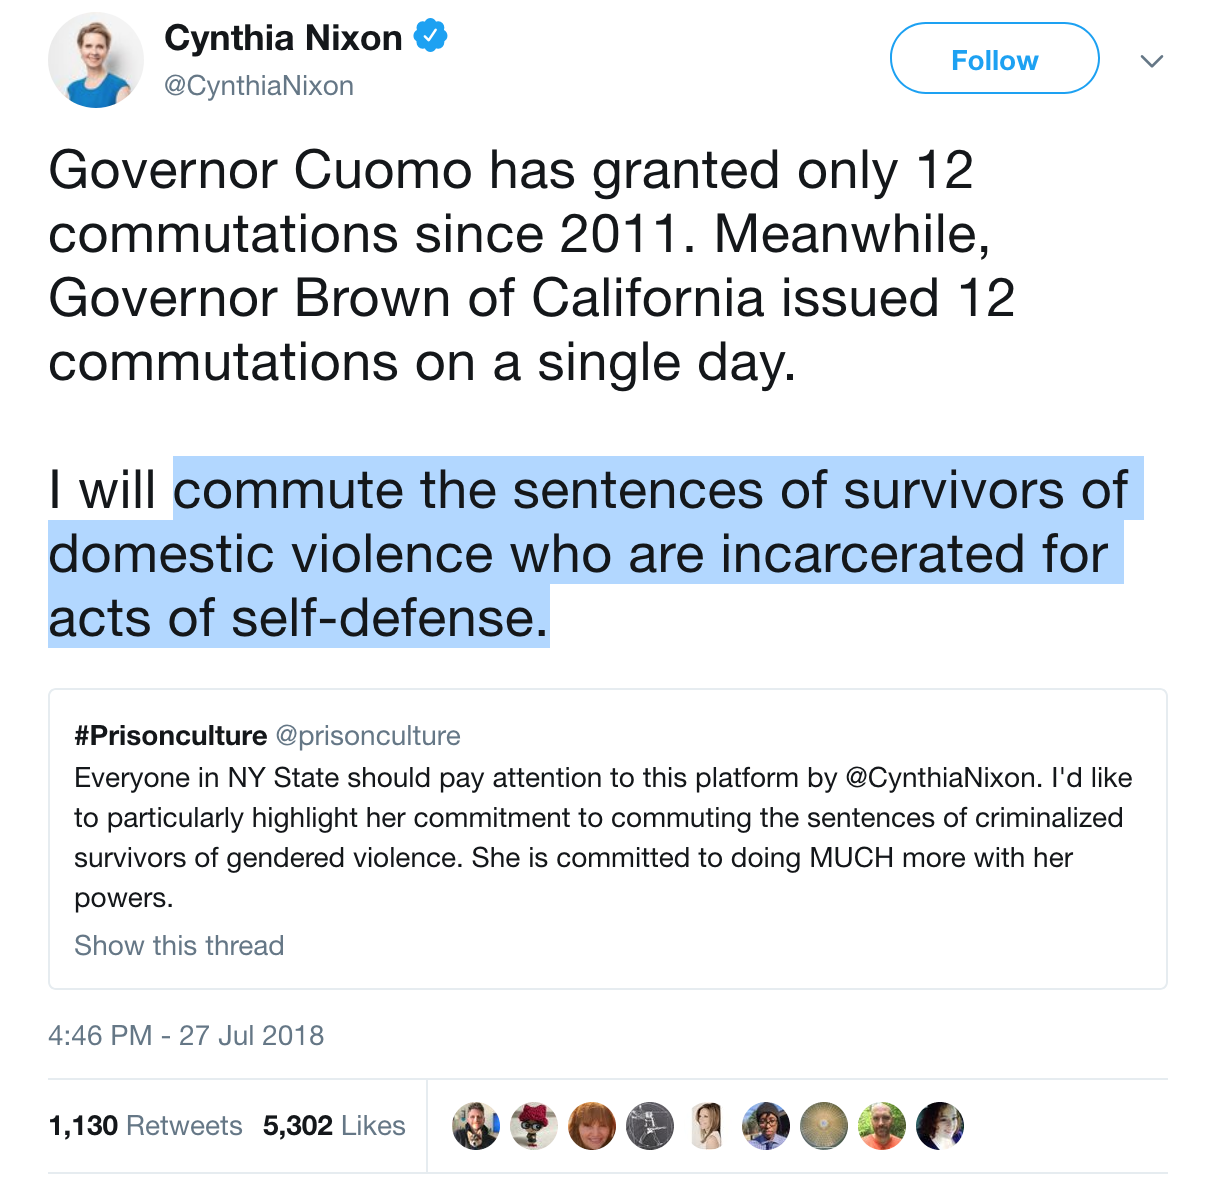 Cynthia Nixon
@CynthiaNixon
Follow
Governor Cuomo has granted only 12
commutations since 2011. Meanwhile,
Governor Brown of California issued 12
commutations on a single day.
I will commute the sentences of survivors of
domestic violence who are incarcerated for
acts of self-defense.
#Prisonculture @prisonculture
Everyone in NY State should pay attention to this platform by @CynthiaNixon. I'd like
to particularly highlight her commitment to commuting the sentences of criminalized
survivors of gendered violence. She is committed to doing MUCH more with her
powers.
Show this thread
4:46 PM - 27 Jul 2018
1,130 Retweets 5,302 Likes